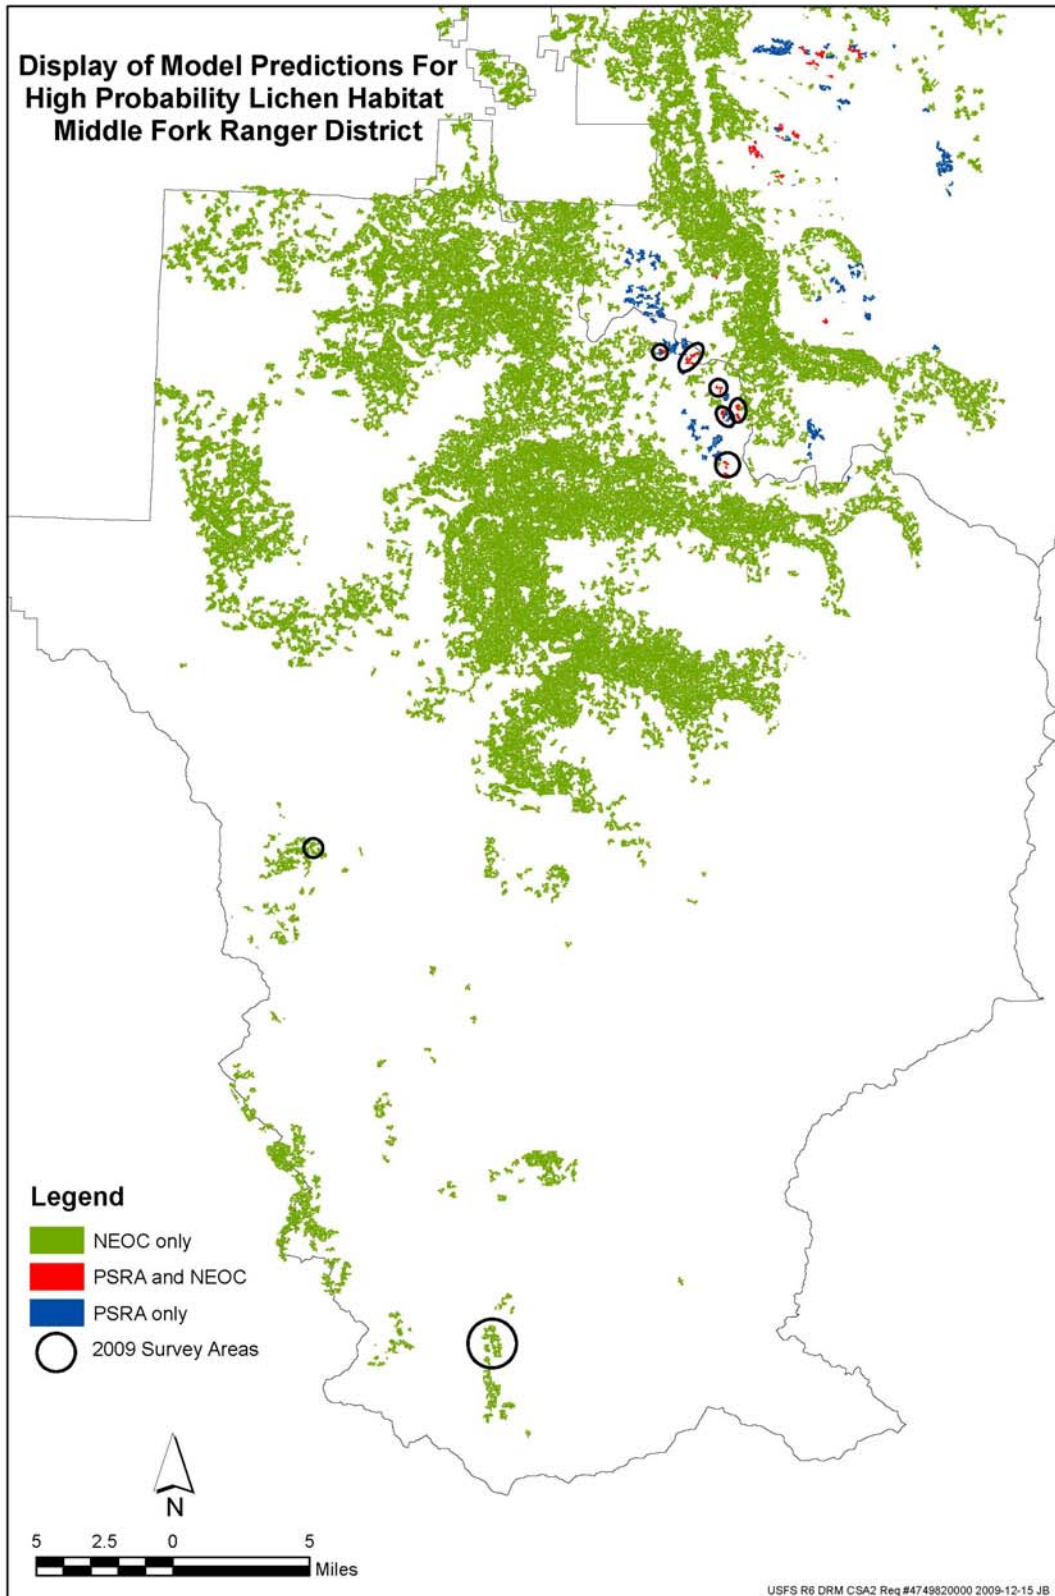 Display of Model Predictions For
High Probability Lichen Habitat
Middle Fork Ranger District
Legend
NEOC only
PSRA and NEOC
PSRA only
2009 Survey Areas
N
5 2.5 0 5
Miles
USFS R6 DRM CSA2 Req #4749820000 2009-12-15 JB